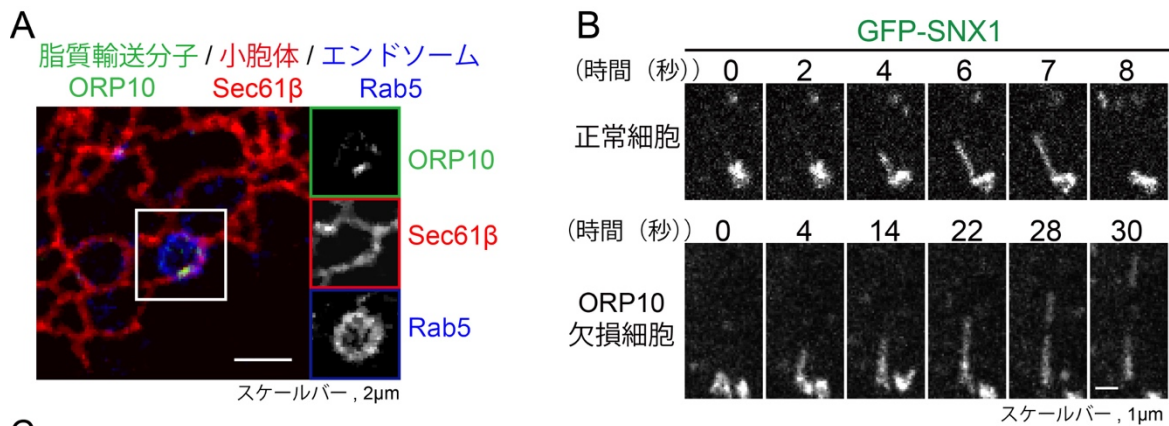 A
脂質輸送分子 / 小胞体 / エンドソーム
ORP10 Sec61β Rab5
ORP10
Sec61β
Rab5
スケールバー , 2μm
B
GFP-SNX1
(時間（秒）) 0 2 4 6 7 8
正常細胞
(時間（秒）) 0 4 14 22 28 30
ORP10
欠損細胞
スケールバー , 1μm